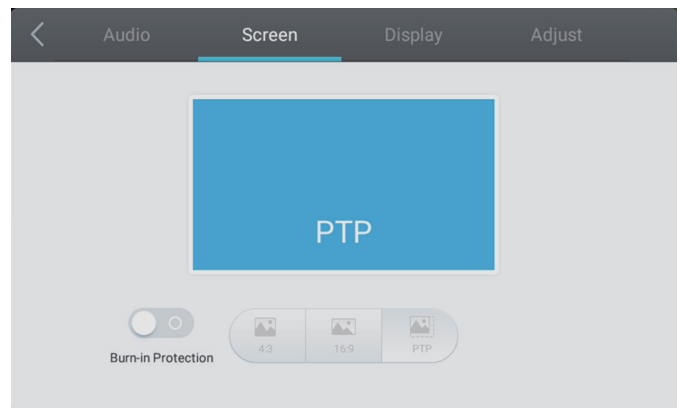 Audio
Screen
Display
Adjust
PTP
4:3
16:9
PTP
Burn-in Protection